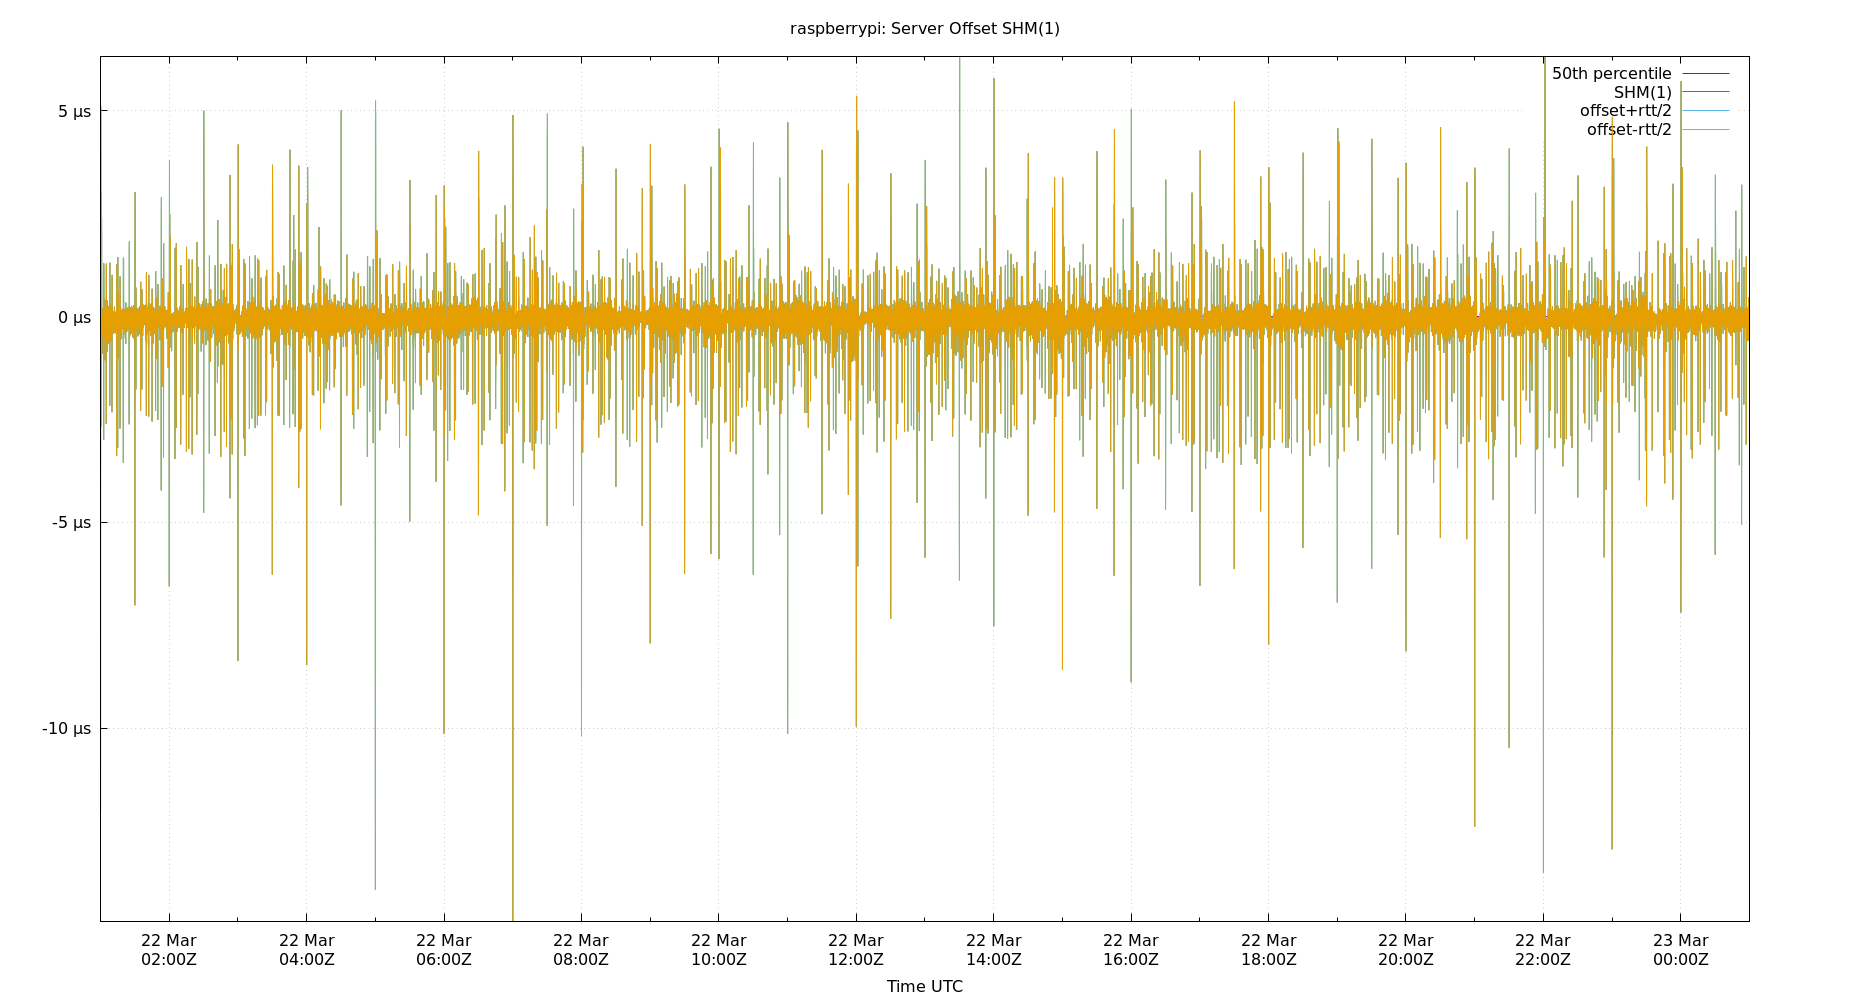 raspberrypi: Server Offset SHM(1)
50th percentile
SHM(1)
offset+rtt/2
offset-rtt/2
5 µs
0 µs
-5 µs
-10 µs
22 Mar 22 Mar 22 Mar 22 Mar 22 Mar 22 Mar 22 Mar 22 Mar 22 Mar 22 Mar 22 Mar 23 Mar
02:00Z 04:00Z 06:00Z 08:00Z 10:00Z 12:00Z 14:00Z 16:00Z 18:00Z 20:00Z 22:00Z 00:00Z
Time UTC